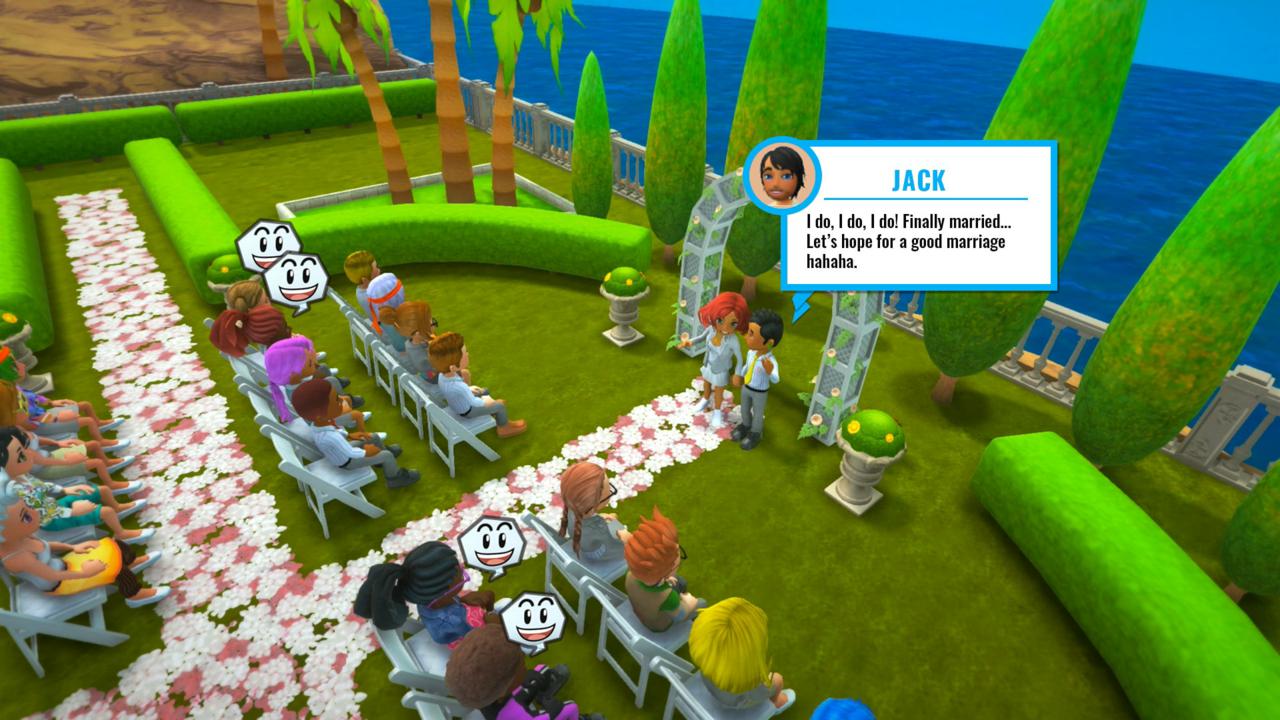 JACK
I do, I do, I do! Finally married...
Let's hope for a good marriage
hahaha.